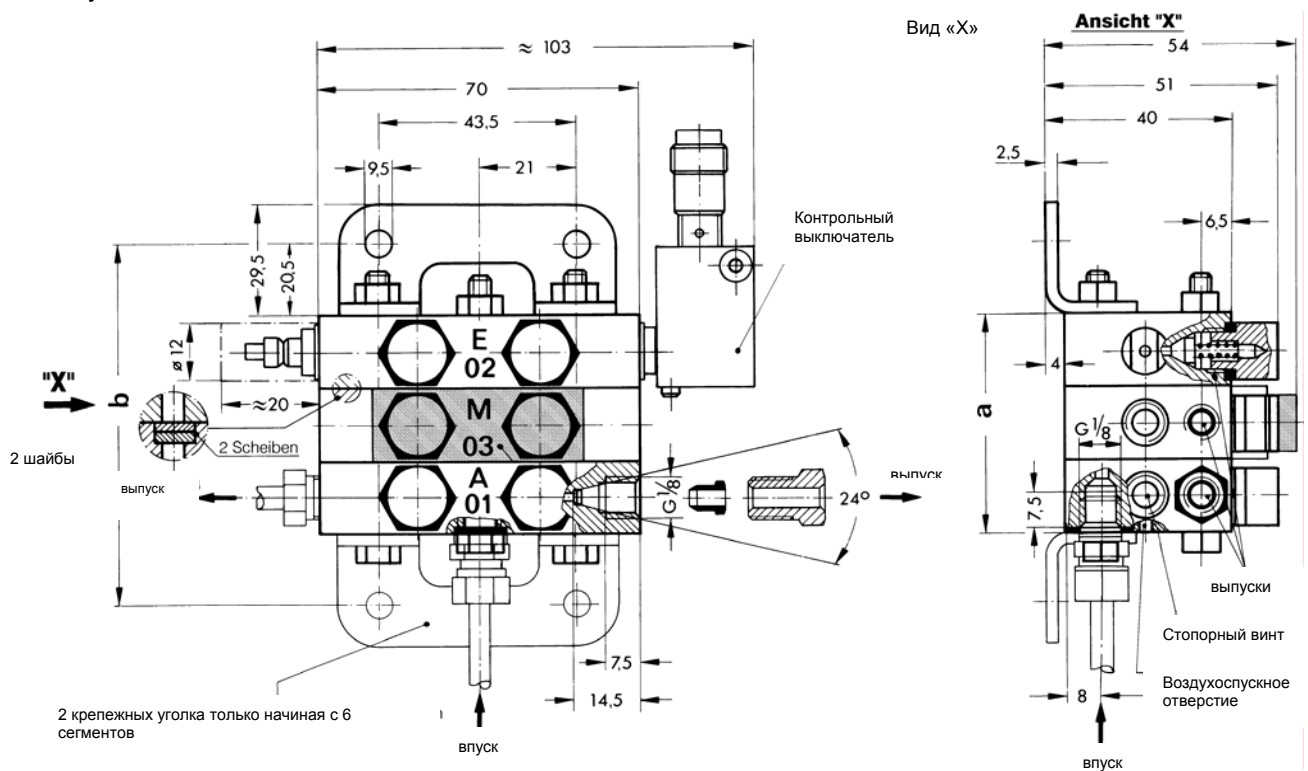 Вид «X»
Ansicht "X"
≈ 103
54
70
51
43,5
40
9,5
21
2,5
Контрольный
выключатель
6,5
29,5
20,5
E
02
ø 12
4
"X"
b
≈20
M
03
a
G 1/8
2 Scheiben
2 шайбы
выпуск
A
01
G 1/8
24°
выпуск
7,5
выпуски
Стопорный винт
7,5
14,5
8
Воздухоспускное
отверстие
2 крепежных уголка только начиная с 6
сегментов
впуск
впуск